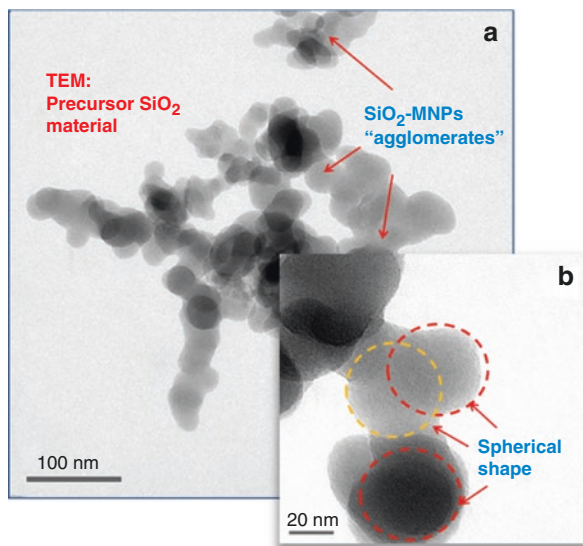 a
TEM:
Precursor SiO₂
material
SiO₂-MNPs
“agglomerates”
100 nm
b
Spherical
shape
20 nm